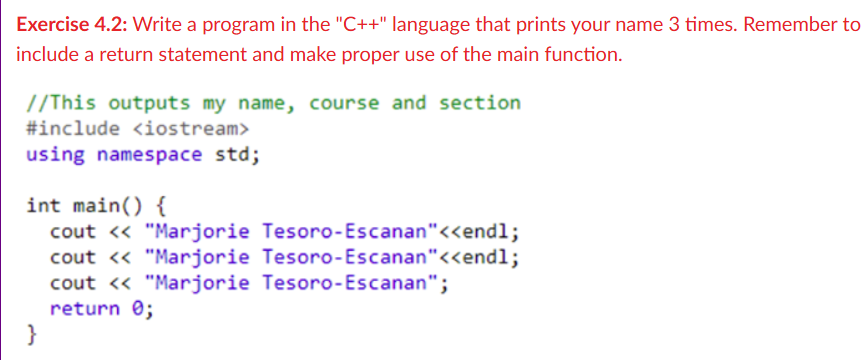 Exercise 4.2: Write a program in the "C++" language that prints your name 3 times. Remember to
include a return statement and make proper use of the main function.
//This outputs my name, course and section
#include <iostream>
using namespace std;
int main() {
cout << "Marjorie Tesoro-Escanan"<<endl;
cout << "Marjorie Tesoro-Escanan"<<endl;
cout << "Marjorie Tesoro-Escanan";
return 0;
}